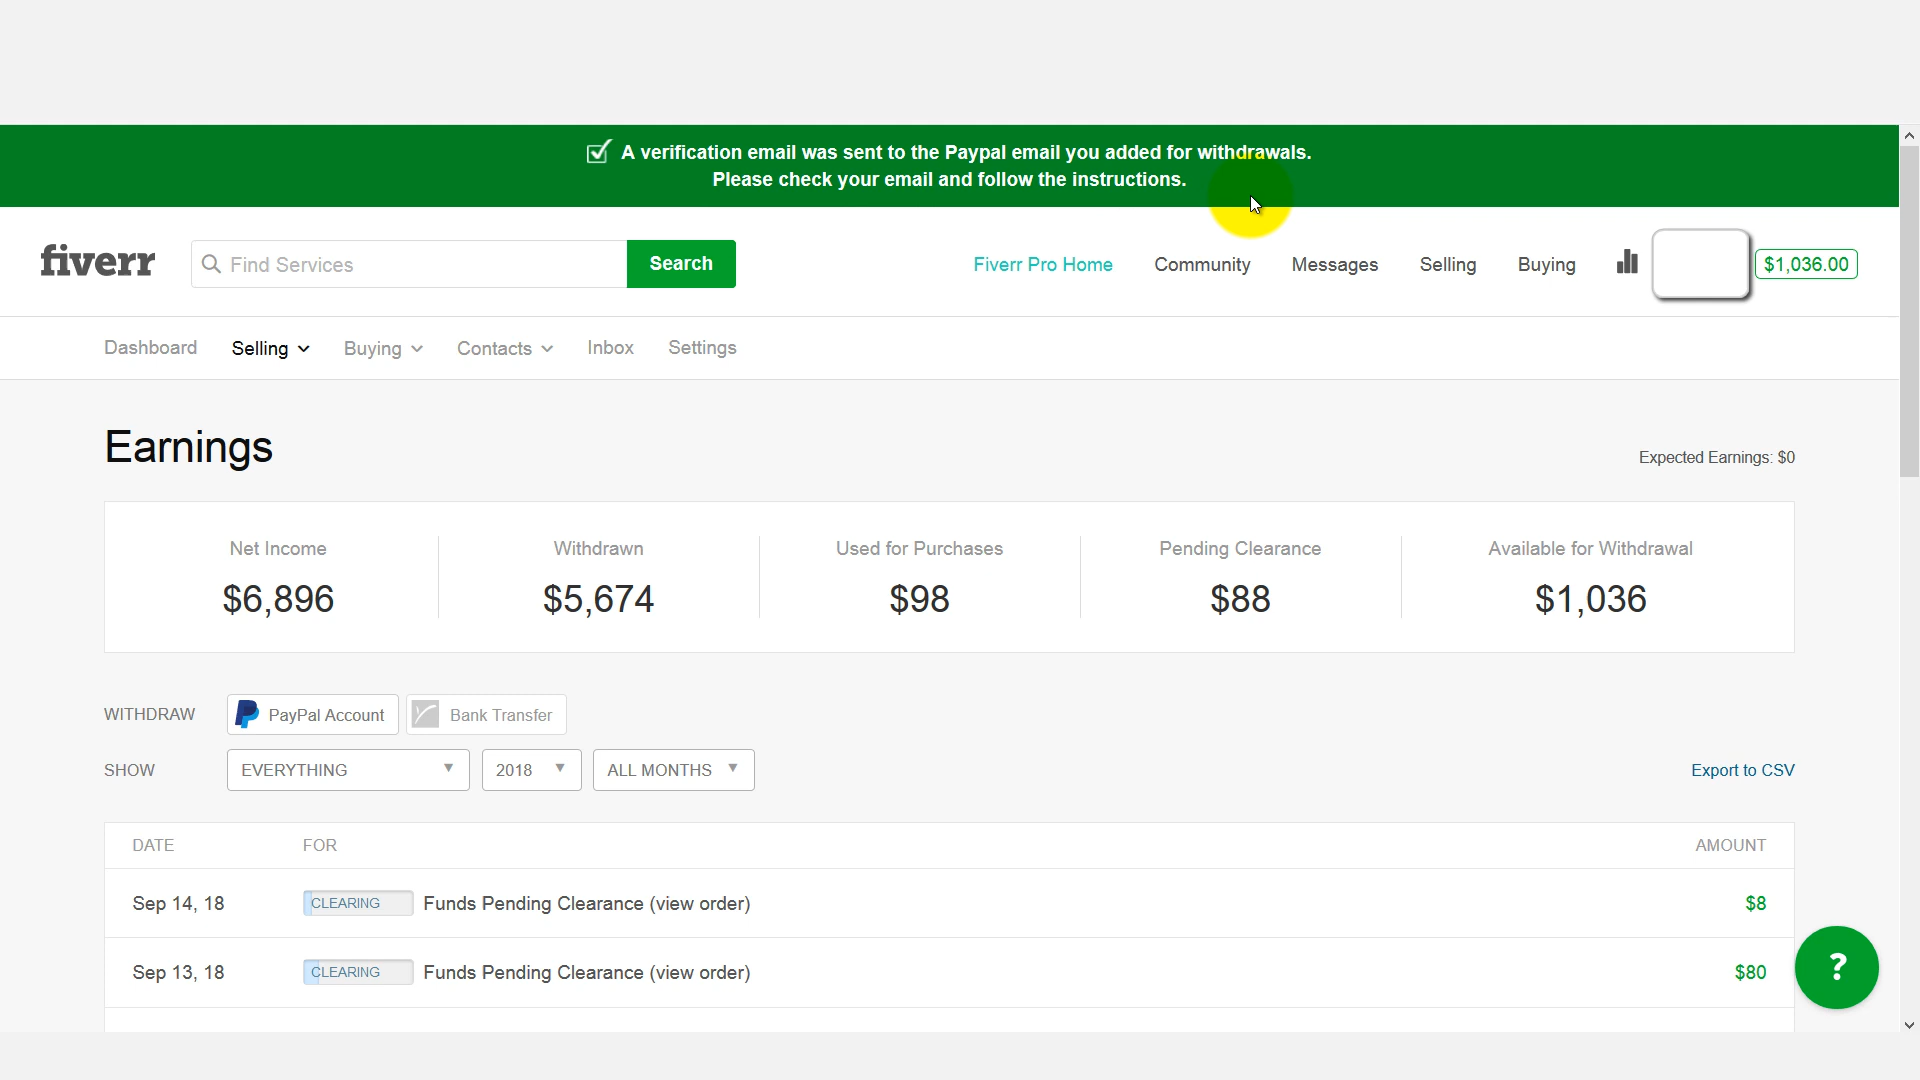 A verification email was sent to the Paypal email you added for withdrawals.
Please check your email and follow the instructions.
fiverr
Find Services
Search
Fiverr Pro Home
Community
Messages
Selling
Buying
$1,036.00
Dashboard
Selling
Buying
Contacts
Inbox
Settings
Earnings
Expected Earnings: $0
Net Income
Withdrawn
Used for Purchases
Pending Clearance
Available for Withdrawal
$6,896
$5,674
$98
$88
$1,036
WITHDRAW
PayPal Account
Bank Transfer
SHOW
EVERYTHING
2018
ALL MONTHS
Export to CSV
DATE
FOR
AMOUNT
Sep 14, 18
CLEARING
Funds Pending Clearance (view order)
$8
Sep 13, 18
CLEARING
Funds Pending Clearance (view order)
$80
?